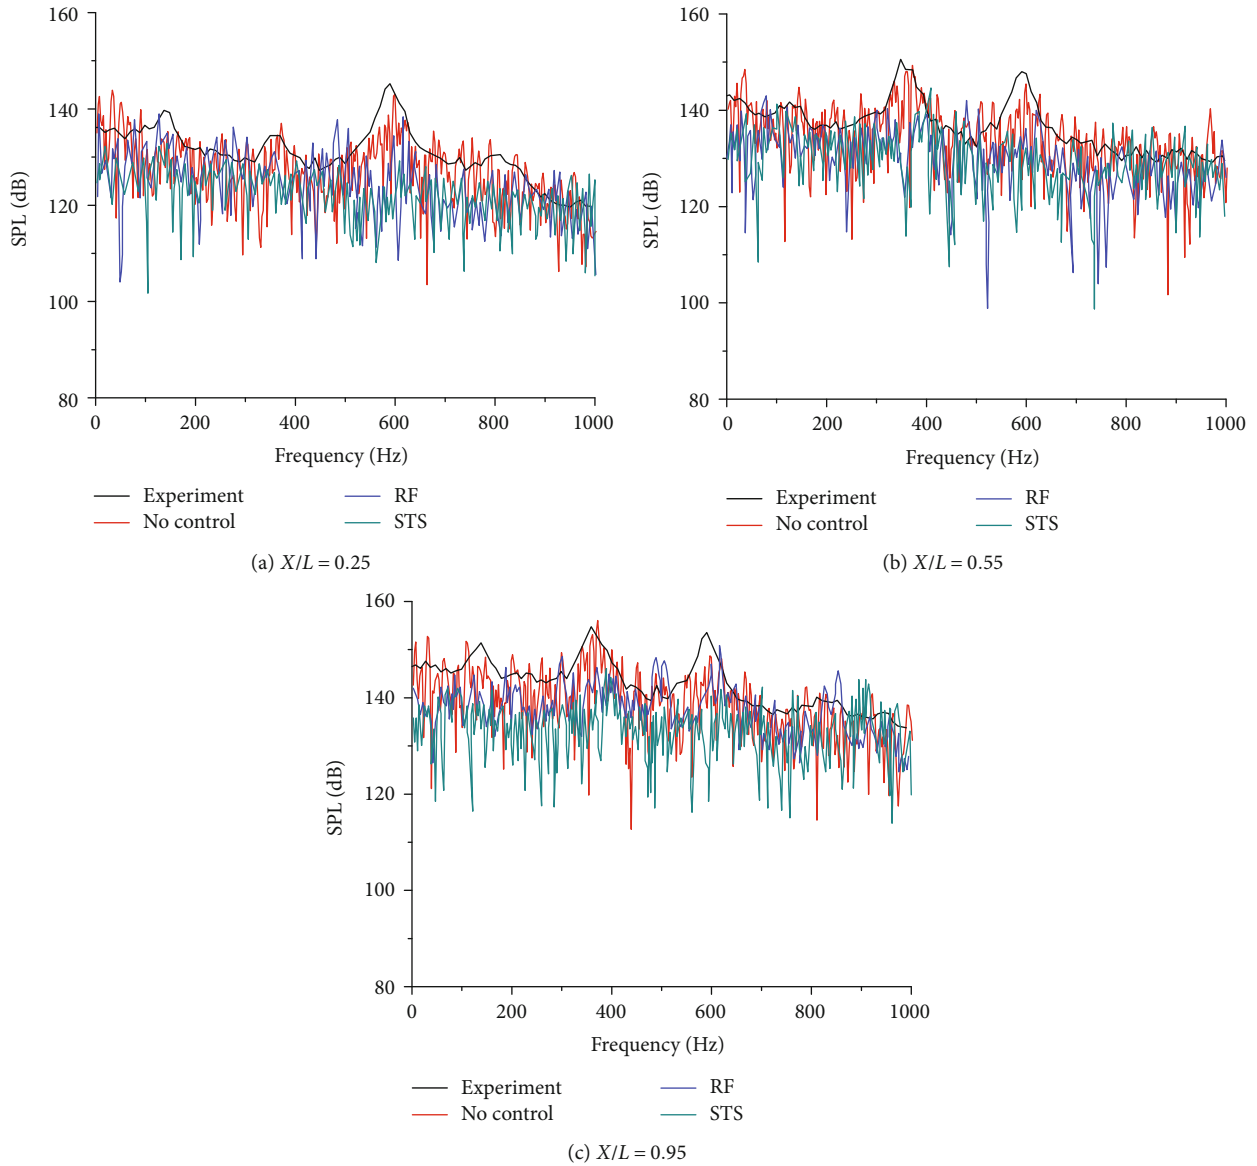 160
140
120
100
80
SPL (dB)
0 200 400 600 800 1000
Frequency (Hz)
Experiment RF
No control STS
(a) X/L = 0.25
160
140
120
100
80
SPL (dB)
0 200 400 600 800 1000
Frequency (Hz)
Experiment RF
No control STS
(b) X/L = 0.55
160
140
120
100
80
SPL (dB)
0 200 400 600 800 1000
Frequency (Hz)
Experiment RF
No control STS
(c) X/L = 0.95